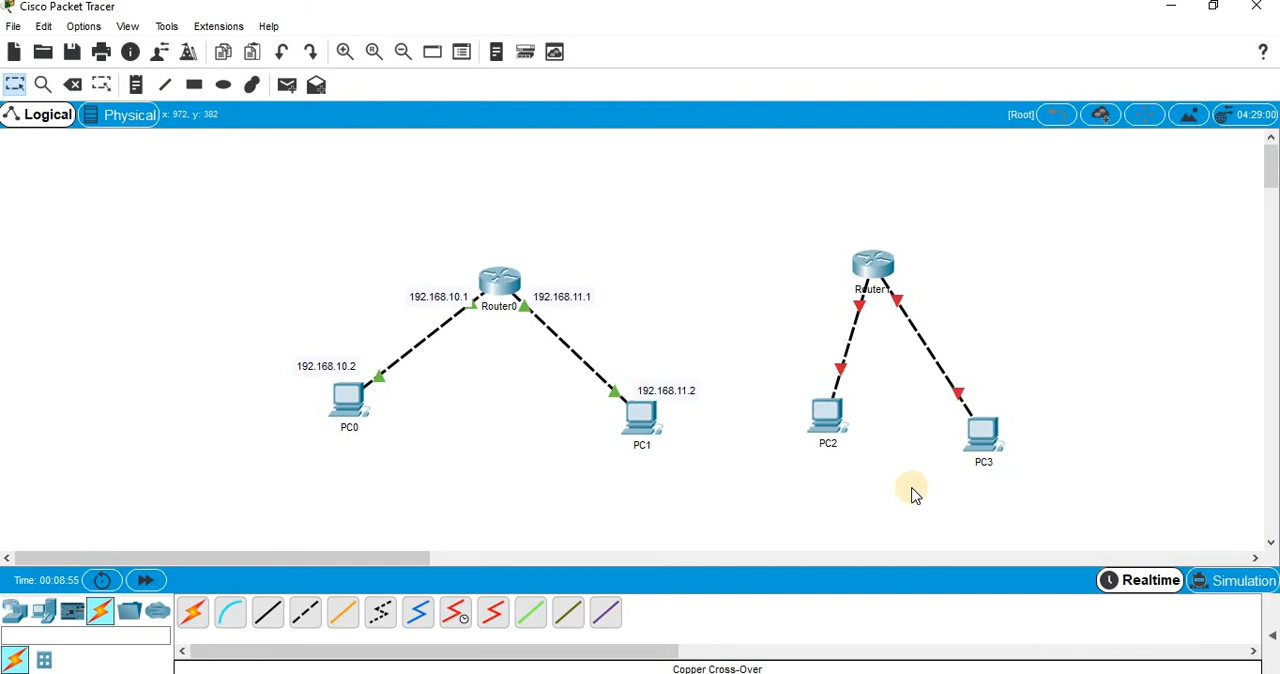 Cisco Packet Tracer
File Edit Options View Tools Extensions Help
?
Logical Physical x: 972, y: 382 [Root] 04:29:00
192.168.10.1 192.168.11.1
Router0
Router1
192.168.10.2
192.168.11.2
PC0
PC1
PC2
PC3
Time: 00:08:55 Realtime Simulation
Copper Cross-Over